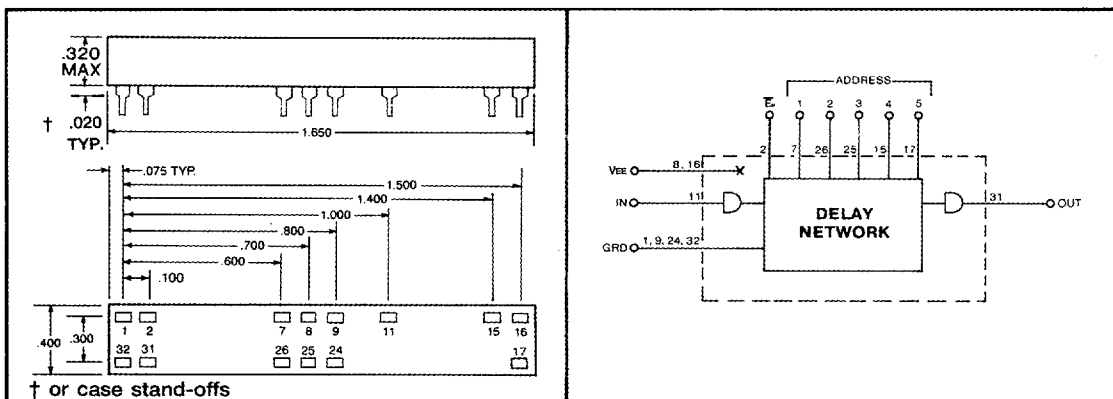 .320
MAX
†
.020
TYP.
1.650
.075 TYP.
1.500
1.400
1.000
.800
.700
.600
.100
.400
.300
1 2 7 8 9 11 15 16
32 31 26 25 24 17
† or case stand-offs
ADDRESS
E̅ 1 2 3 4 5
2 7 26 25 15 17
VEE 8, 16
IN 11
DELAY
NETWORK
31 OUT
GRD 1, 9, 24, 32